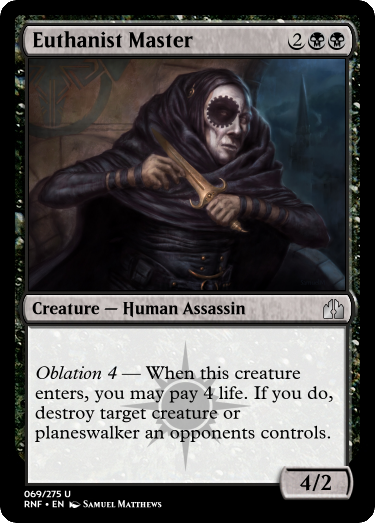 Euthanist Master 2
Creature — Human Assassin
Oblation 4 — When this creature
enters, you may pay 4 life. If you do,
destroy target creature or
planeswalker an opponents controls.
4/2
069/275 U
RNF • EN Samuel Matthews